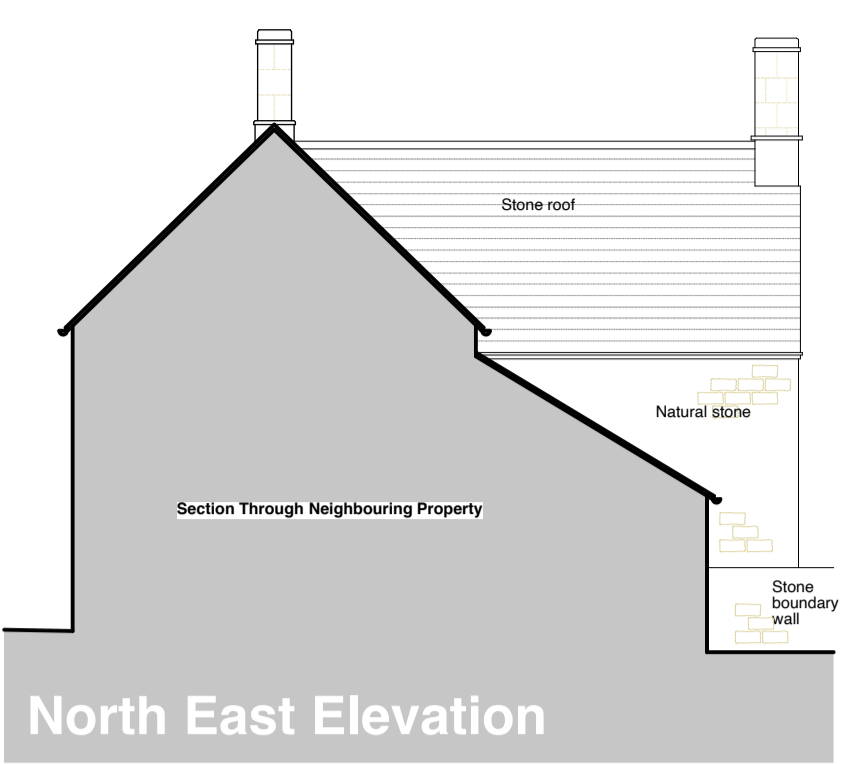 Stone roof
Natural stone
Section Through Neighbouring Property
Stone
boundary
wall
North East Elevation